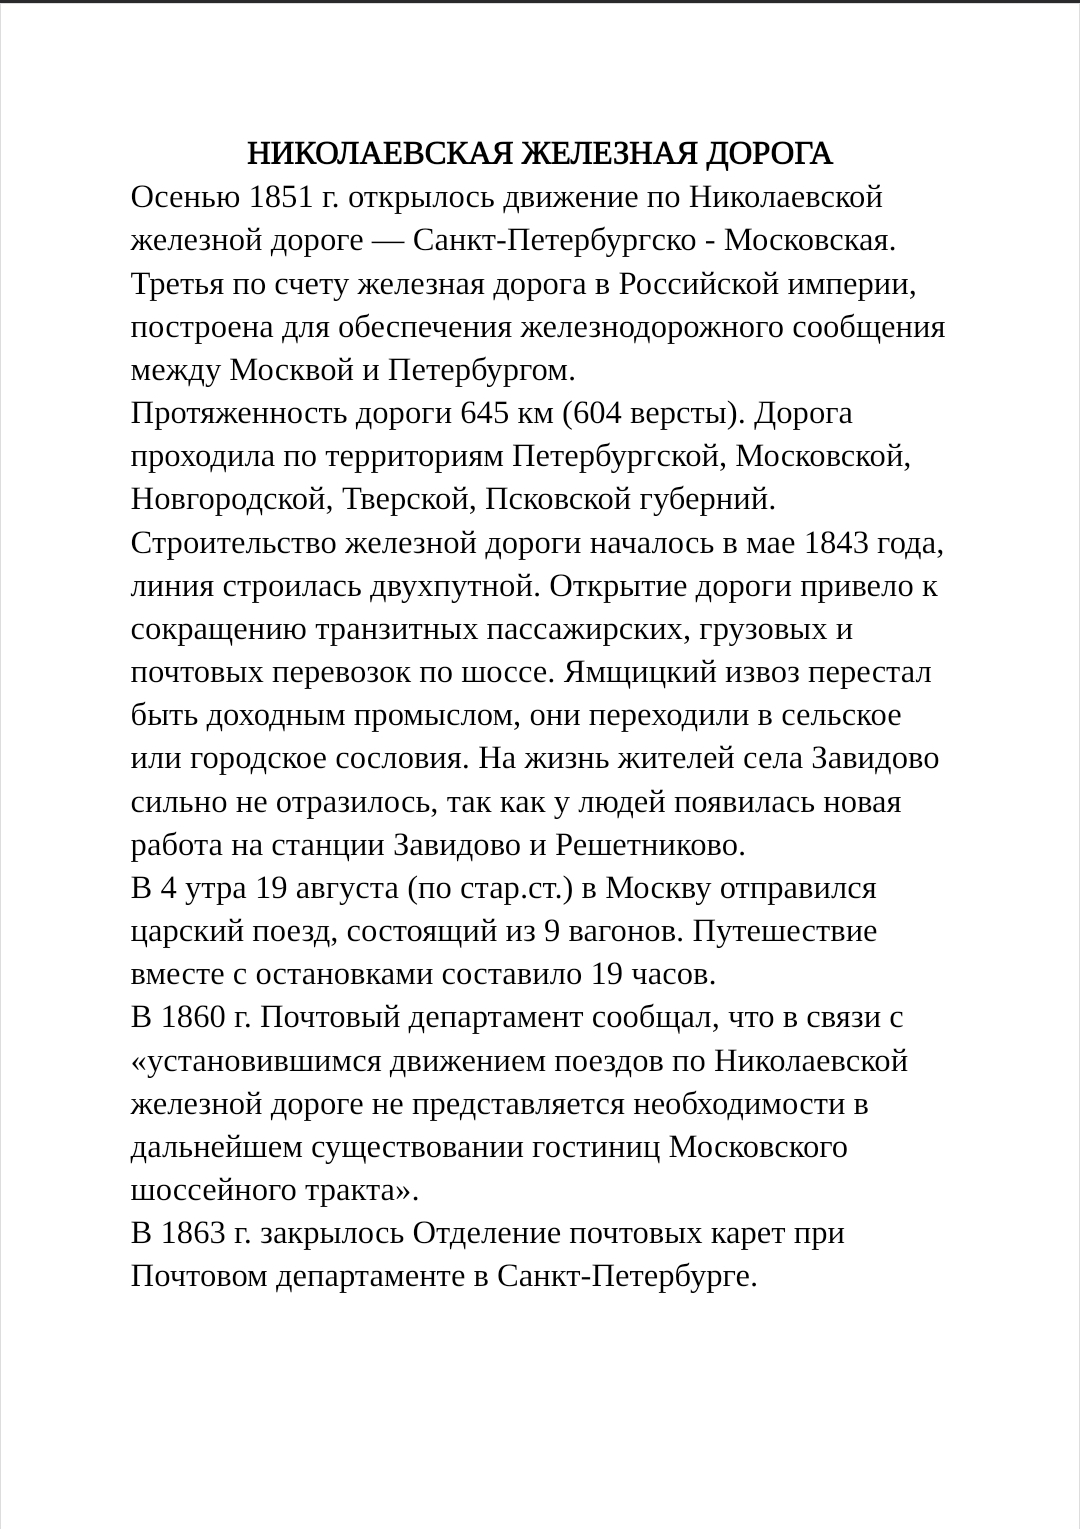 НИКОЛАЕВСКАЯ ЖЕЛЕЗНАЯ ДОРОГА
Осенью 1851 г. открылось движение по Николаевской
железной дороге — Санкт-Петербургско - Московская.
Третья по счету железная дорога в Российской империи,
построена для обеспечения железнодорожного сообщения
между Москвой и Петербургом.
Протяженность дороги 645 км (604 версты). Дорога
проходила по территориям Петербургской, Московской,
Новгородской, Тверской, Псковской губерний.
Строительство железной дороги началось в мае 1843 года,
линия строилась двухпутной. Открытие дороги привело к
сокращению транзитных пассажирских, грузовых и
почтовых перевозок по шоссе. Ямщицкий извоз перестал
быть доходным промыслом, они переходили в сельское
или городское сословия. На жизнь жителей села Завидово
сильно не отразилось, так как у людей появилась новая
работа на станции Завидово и Решетниково.
В 4 утра 19 августа (по стар.ст.) в Москву отправился
царский поезд, состоящий из 9 вагонов. Путешествие
вместе с остановками составило 19 часов.
В 1860 г. Почтовый департамент сообщал, что в связи с
«установившимся движением поездов по Николаевской
железной дороге не представляется необходимости в
дальнейшем существовании гостиниц Московского
шоссейного тракта».
В 1863 г. закрылось Отделение почтовых карет при
Почтовом департаменте в Санкт-Петербурге.